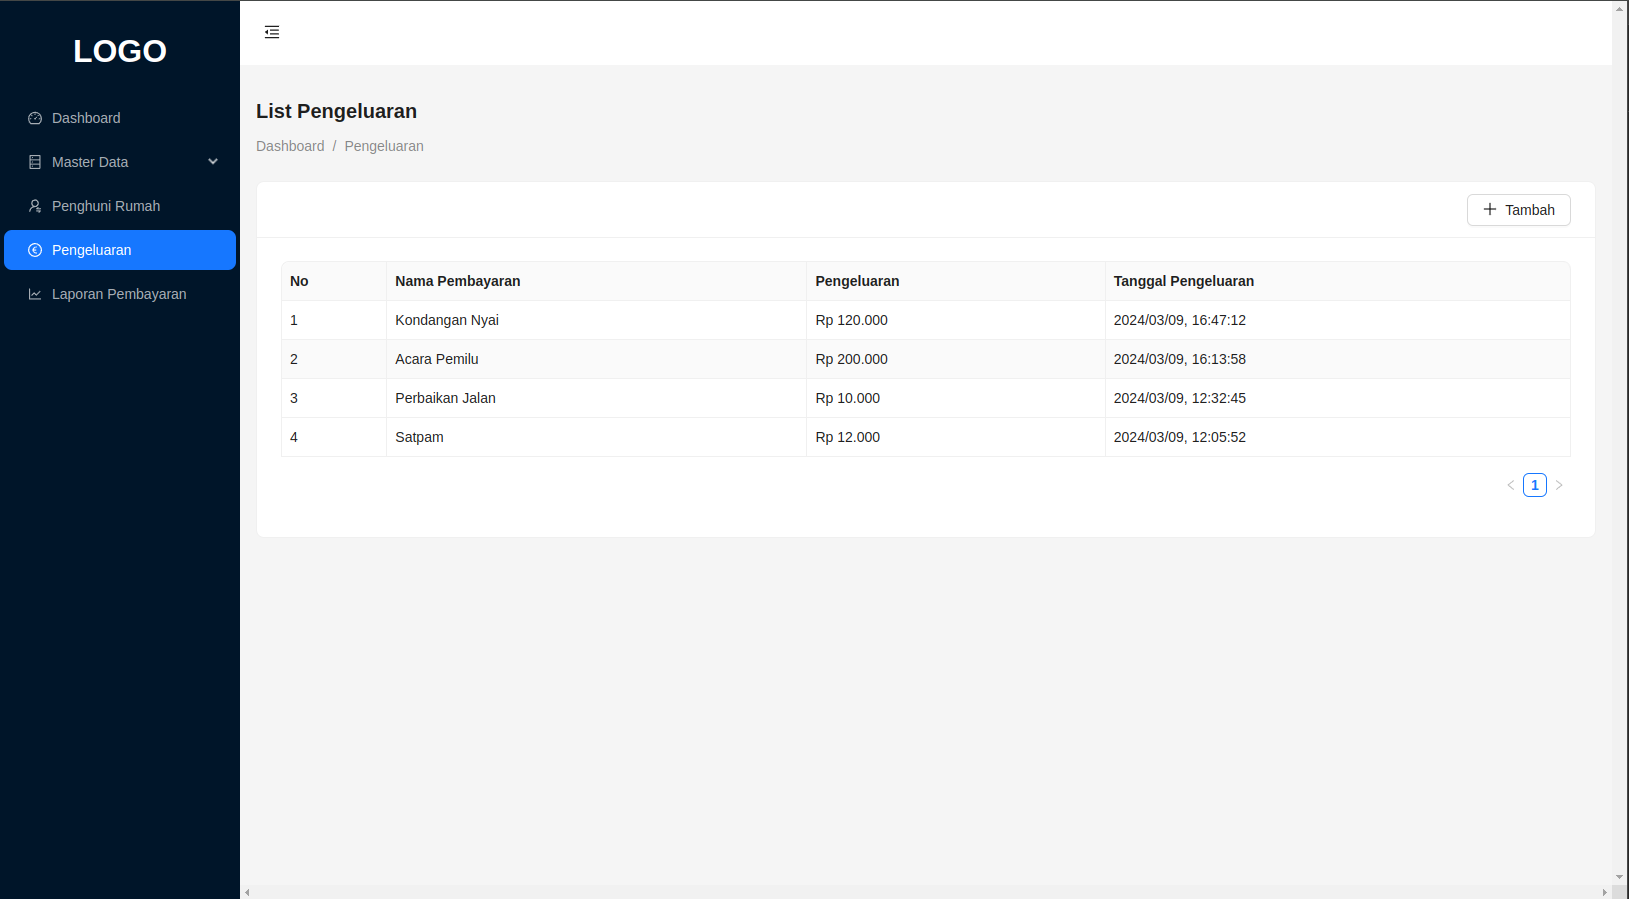 LOGO
Dashboard
Master Data
Penghuni Rumah
Pengeluaran
Laporan Pembayaran
List Pengeluaran
Dashboard / Pengeluaran
Tambah
No Nama Pembayaran Pengeluaran Tanggal Pengeluaran
1 Kondangan Nyai Rp 120.000 2024/03/09, 16:47:12
2 Acara Pemilu Rp 200.000 2024/03/09, 16:13:58
3 Perbaikan Jalan Rp 10.000 2024/03/09, 12:32:45
4 Satpam Rp 12.000 2024/03/09, 12:05:52
1